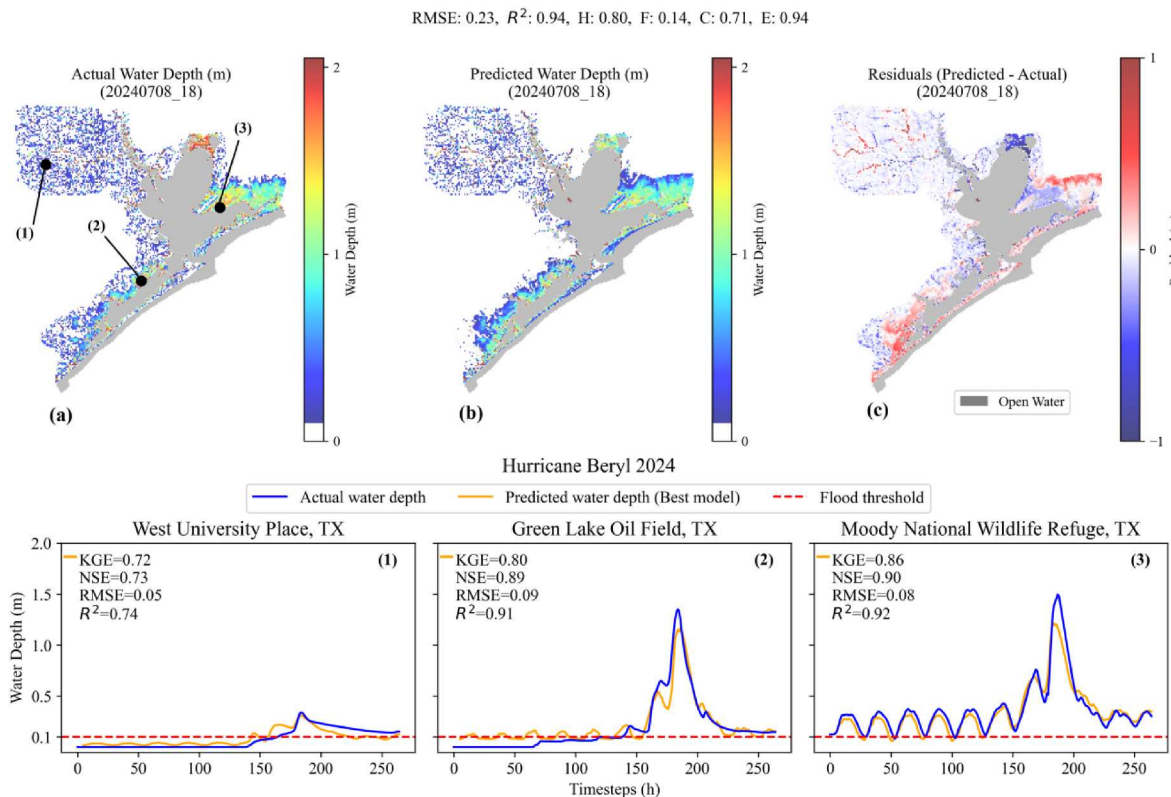 RMSE: 0.23, R²: 0.94, H: 0.80, F: 0.14, C: 0.71, E: 0.94
Actual Water Depth (m)
(20240708_18)
(3)
(1)
(2)
(a)
2
1
0
Water Depth (m)
Predicted Water Depth (m)
(20240708_18)
(b)
2
1
0
Water Depth (m)
Residuals (Predicted - Actual)
(20240708_18)
(c)
Open Water
1
0
−1
Hurricane Beryl 2024
Actual water depth
Predicted water depth (Best model)
Flood threshold
West University Place, TX
KGE=0.72
NSE=0.73
RMSE=0.05
R²=0.74
(1)
Water Depth (m)
2.0
1.5
1.0
0.5
0.1
0 50 100 150 200 250
Green Lake Oil Field, TX
KGE=0.80
NSE=0.89
RMSE=0.09
R²=0.91
(2)
0 50 100 150 200 250
Timesteps (h)
Moody National Wildlife Refuge, TX
KGE=0.86
NSE=0.90
RMSE=0.08
R²=0.92
(3)
0 50 100 150 200 250